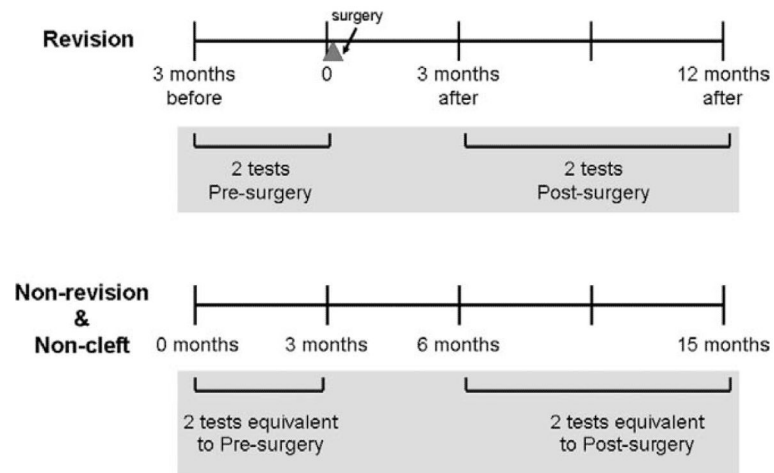 surgery
Revision
3 months
before
0
3 months
after
12 months
after
2 tests
Pre-surgery
2 tests
Post-surgery
Non-revision
&
Non-cleft
0 months
3 months
6 months
15 months
2 tests equivalent
to Pre-surgery
2 tests equivalent
to Post-surgery